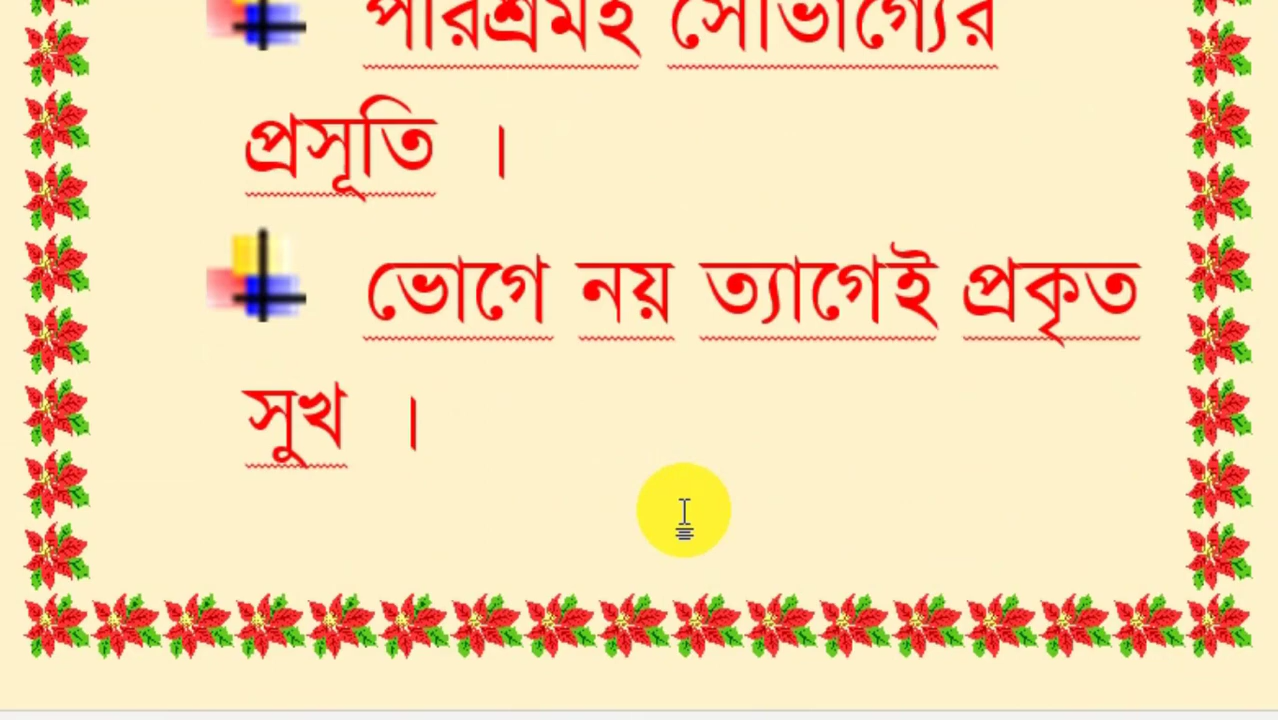 পরিশ্রমই সৌভাগ্যের
প্রসূতি ।
ভোগে নয় ত্যাগেই প্রকৃত
সুখ ।